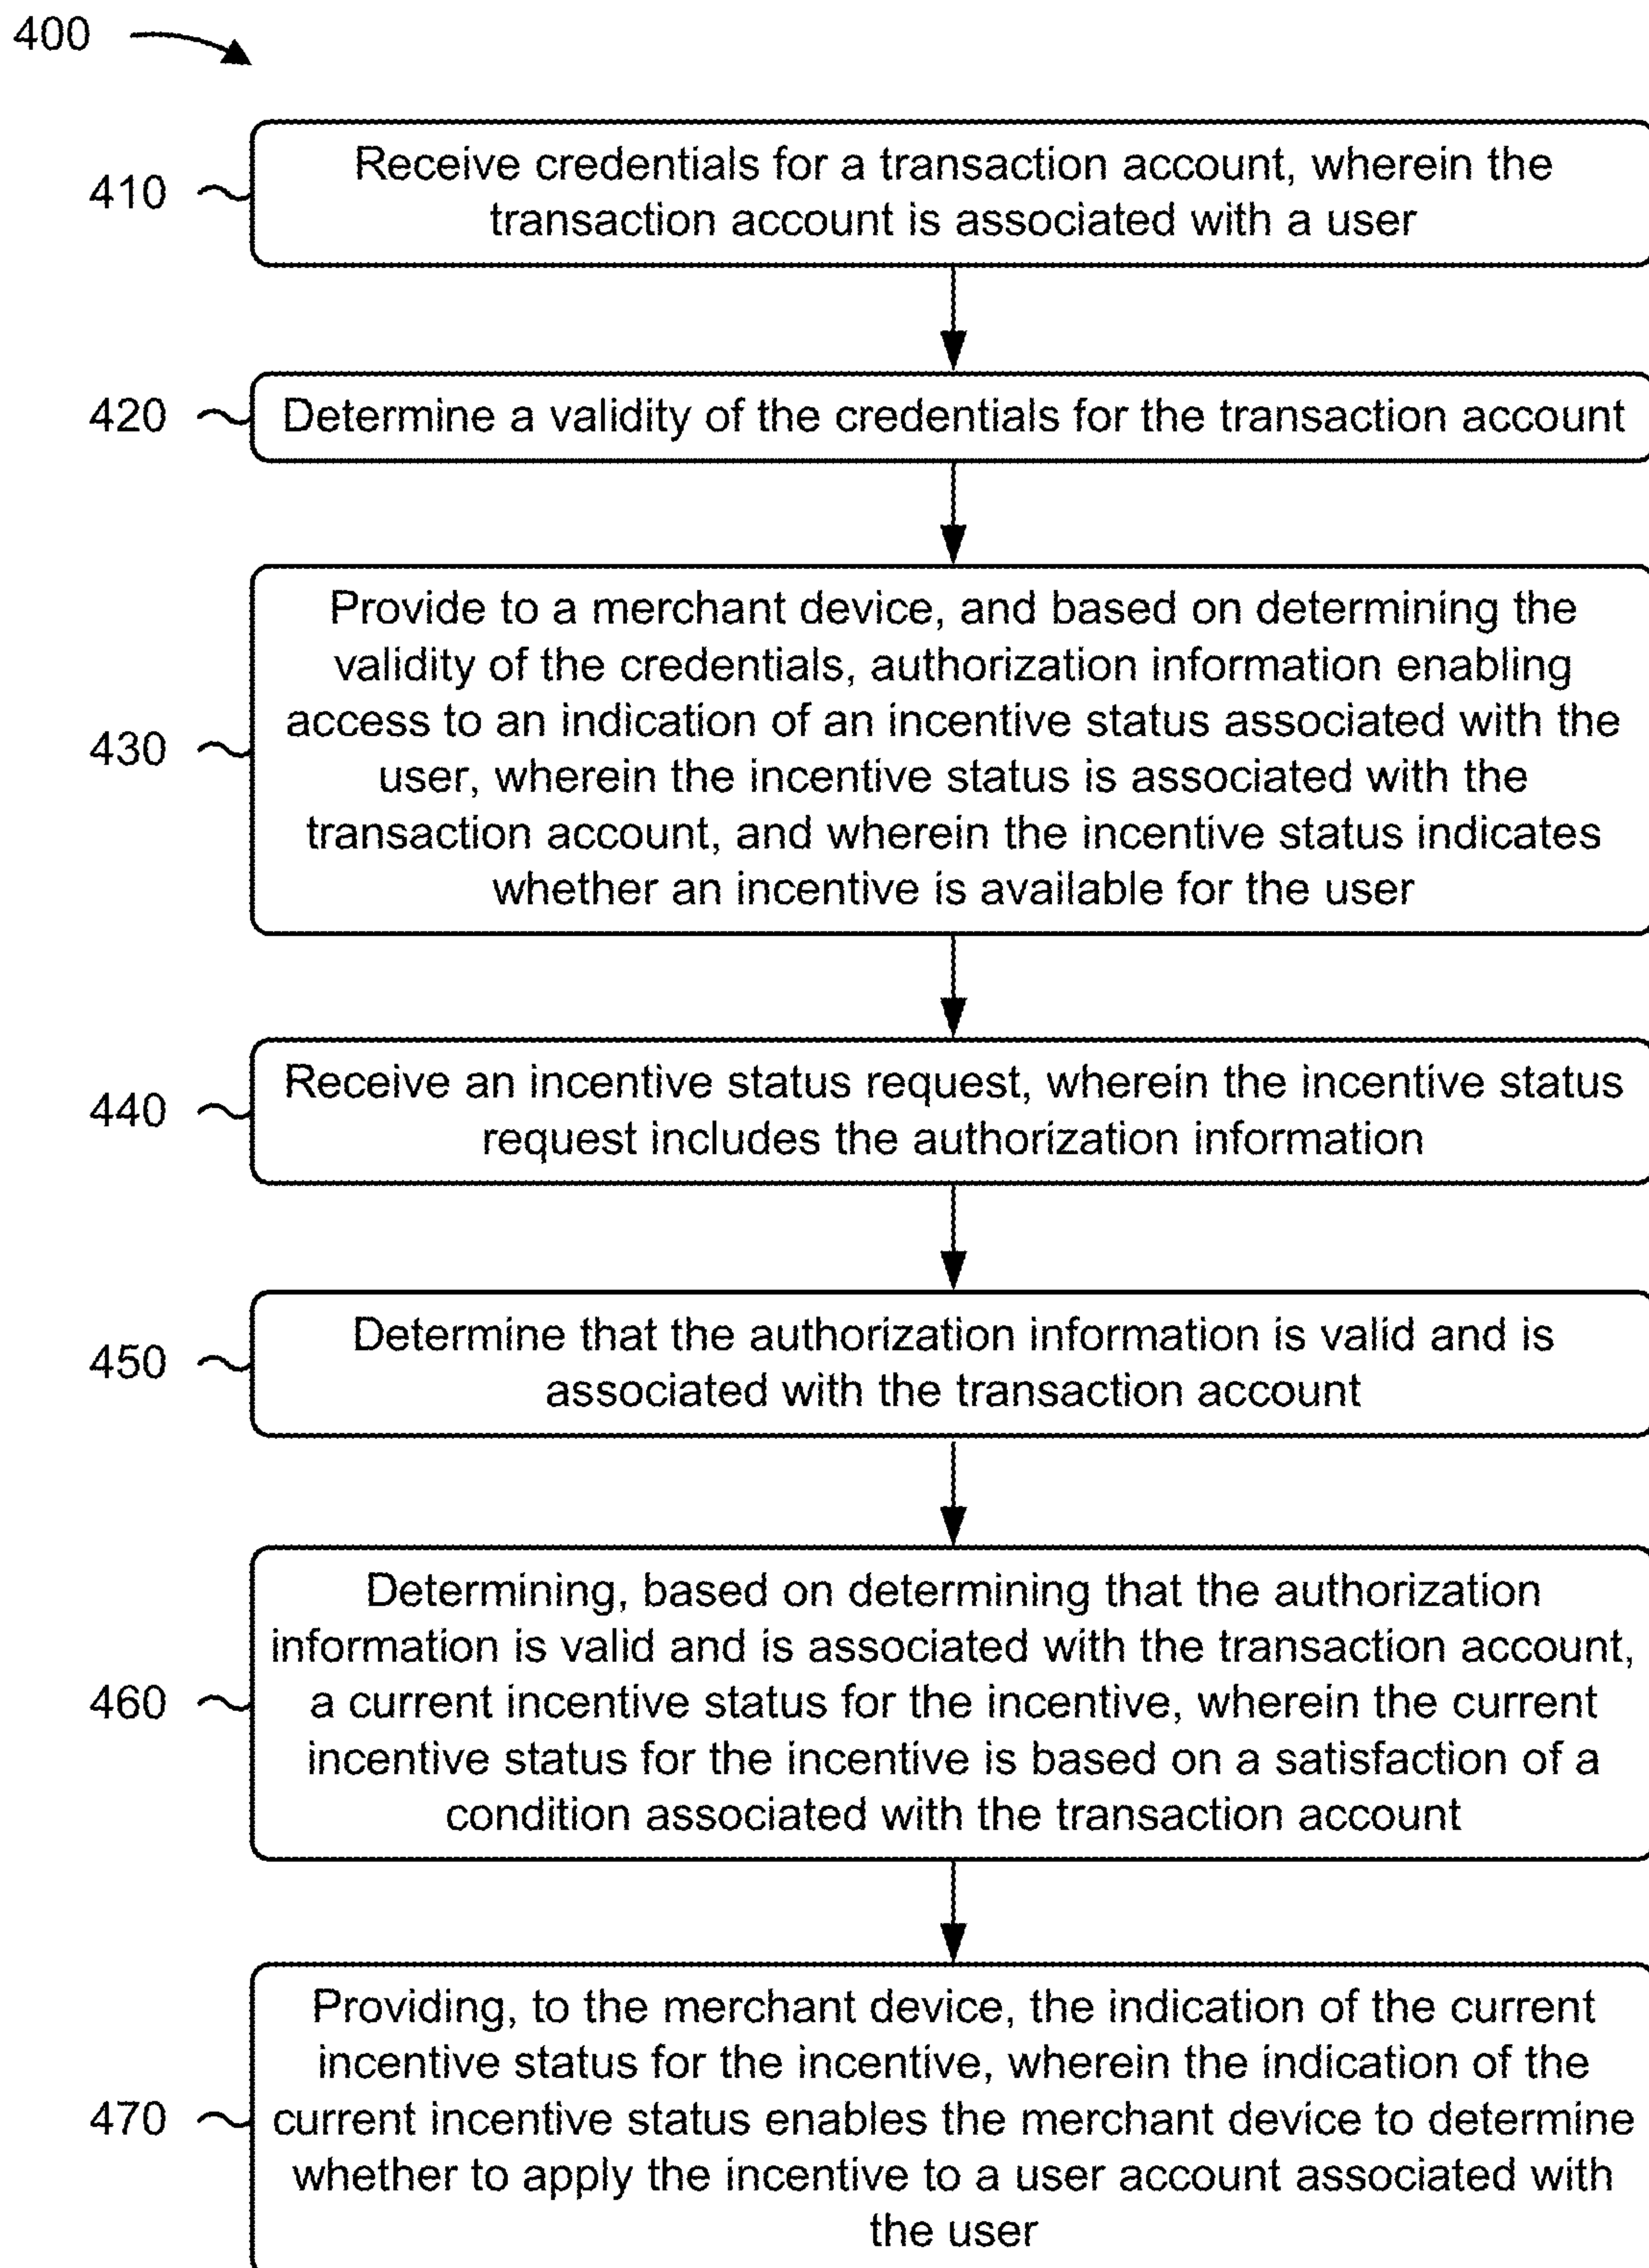 400
410
Receive credentials for a transaction account, wherein the
transaction account is associated with a user
420
Determine a validity of the credentials for the transaction account
430
Provide to a merchant device, and based on determining the
validity of the credentials, authorization information enabling
access to an indication of an incentive status associated with the
user, wherein the incentive status is associated with the
transaction account, and wherein the incentive status indicates
whether an incentive is available for the user
440
Receive an incentive status request, wherein the incentive status
request includes the authorization information
450
Determine that the authorization information is valid and is
associated with the transaction account
460
Determining, based on determining that the authorization
information is valid and is associated with the transaction account,
a current incentive status for the incentive, wherein the current
incentive status for the incentive is based on a satisfaction of a
condition associated with the transaction account
470
Providing, to the merchant device, the indication of the current
incentive status for the incentive, wherein the indication of the
current incentive status enables the merchant device to determine
whether to apply the incentive to a user account associated with
the user